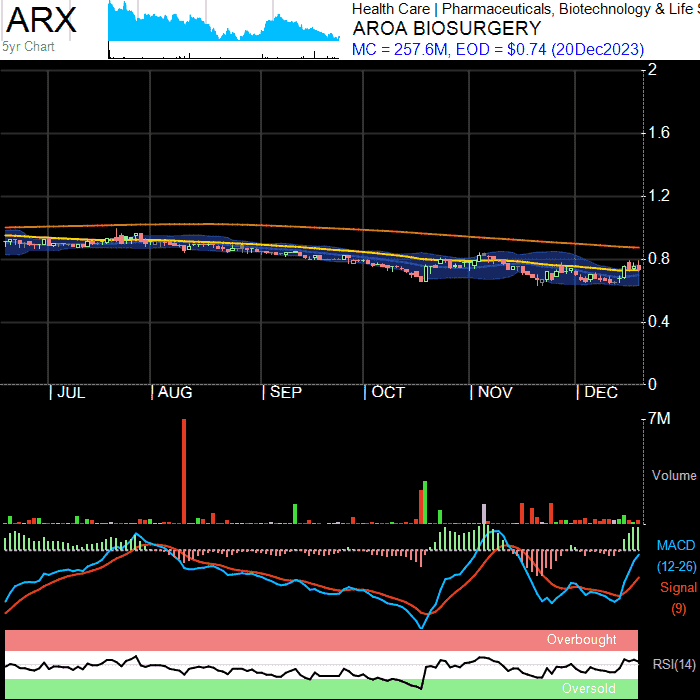 ARX
5yr Chart
Health Care | Pharmaceuticals, Biotechnology & Life
AROA BIOSURGERY
MC = 257.6M, EOD = $0.74 (20Dec2023)
2
1.6
1.2
0.8
0.4
0
| JUL | AUG | SEP | OCT | NOV | DEC
7M
Volume
MACD
(12-26)
Signal
(9)
Overbought
RSI(14)
Oversold